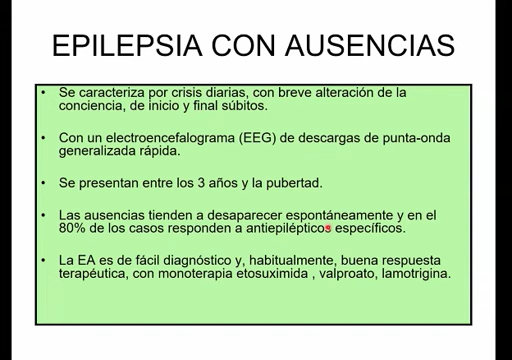 EPILEPSIA CON AUSENCIAS
• Se caracteriza por crisis diarias, con breve alteración de la
conciencia, de inicio y final súbitos.
• Con un electroencefalograma (EEG) de descargas de punta-onda
generalizada rápida.
• Se presentan entre los 3 años y la pubertad.
• Las ausencias tienden a desaparecer espontáneamente y en el
80% de los casos responden a antiepilépticos específicos.
• La EA es de fácil diagnóstico y, habitualmente, buena respuesta
terapéutica, con monoterapia etosuximida , valproato, lamotrigina.